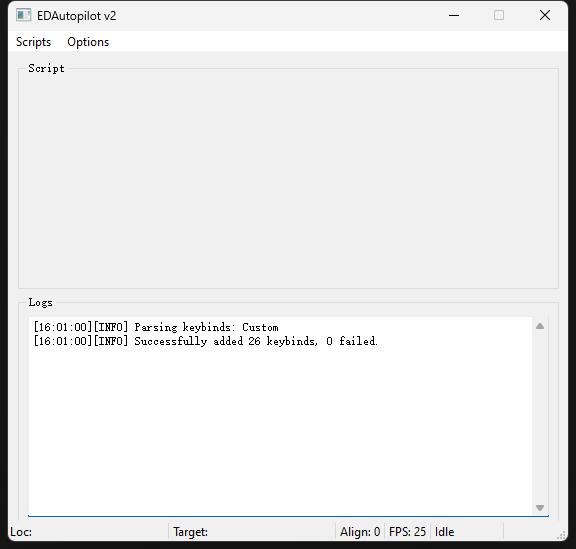 EDAutopilot v2
Scripts Options
Script
Logs
[16:01:00][INFO] Parsing keybinds: Custom
[16:01:00][INFO] Successfully added 26 keybinds, 0 failed.
Loc: Target: Align: 0 FPS: 25 Idle